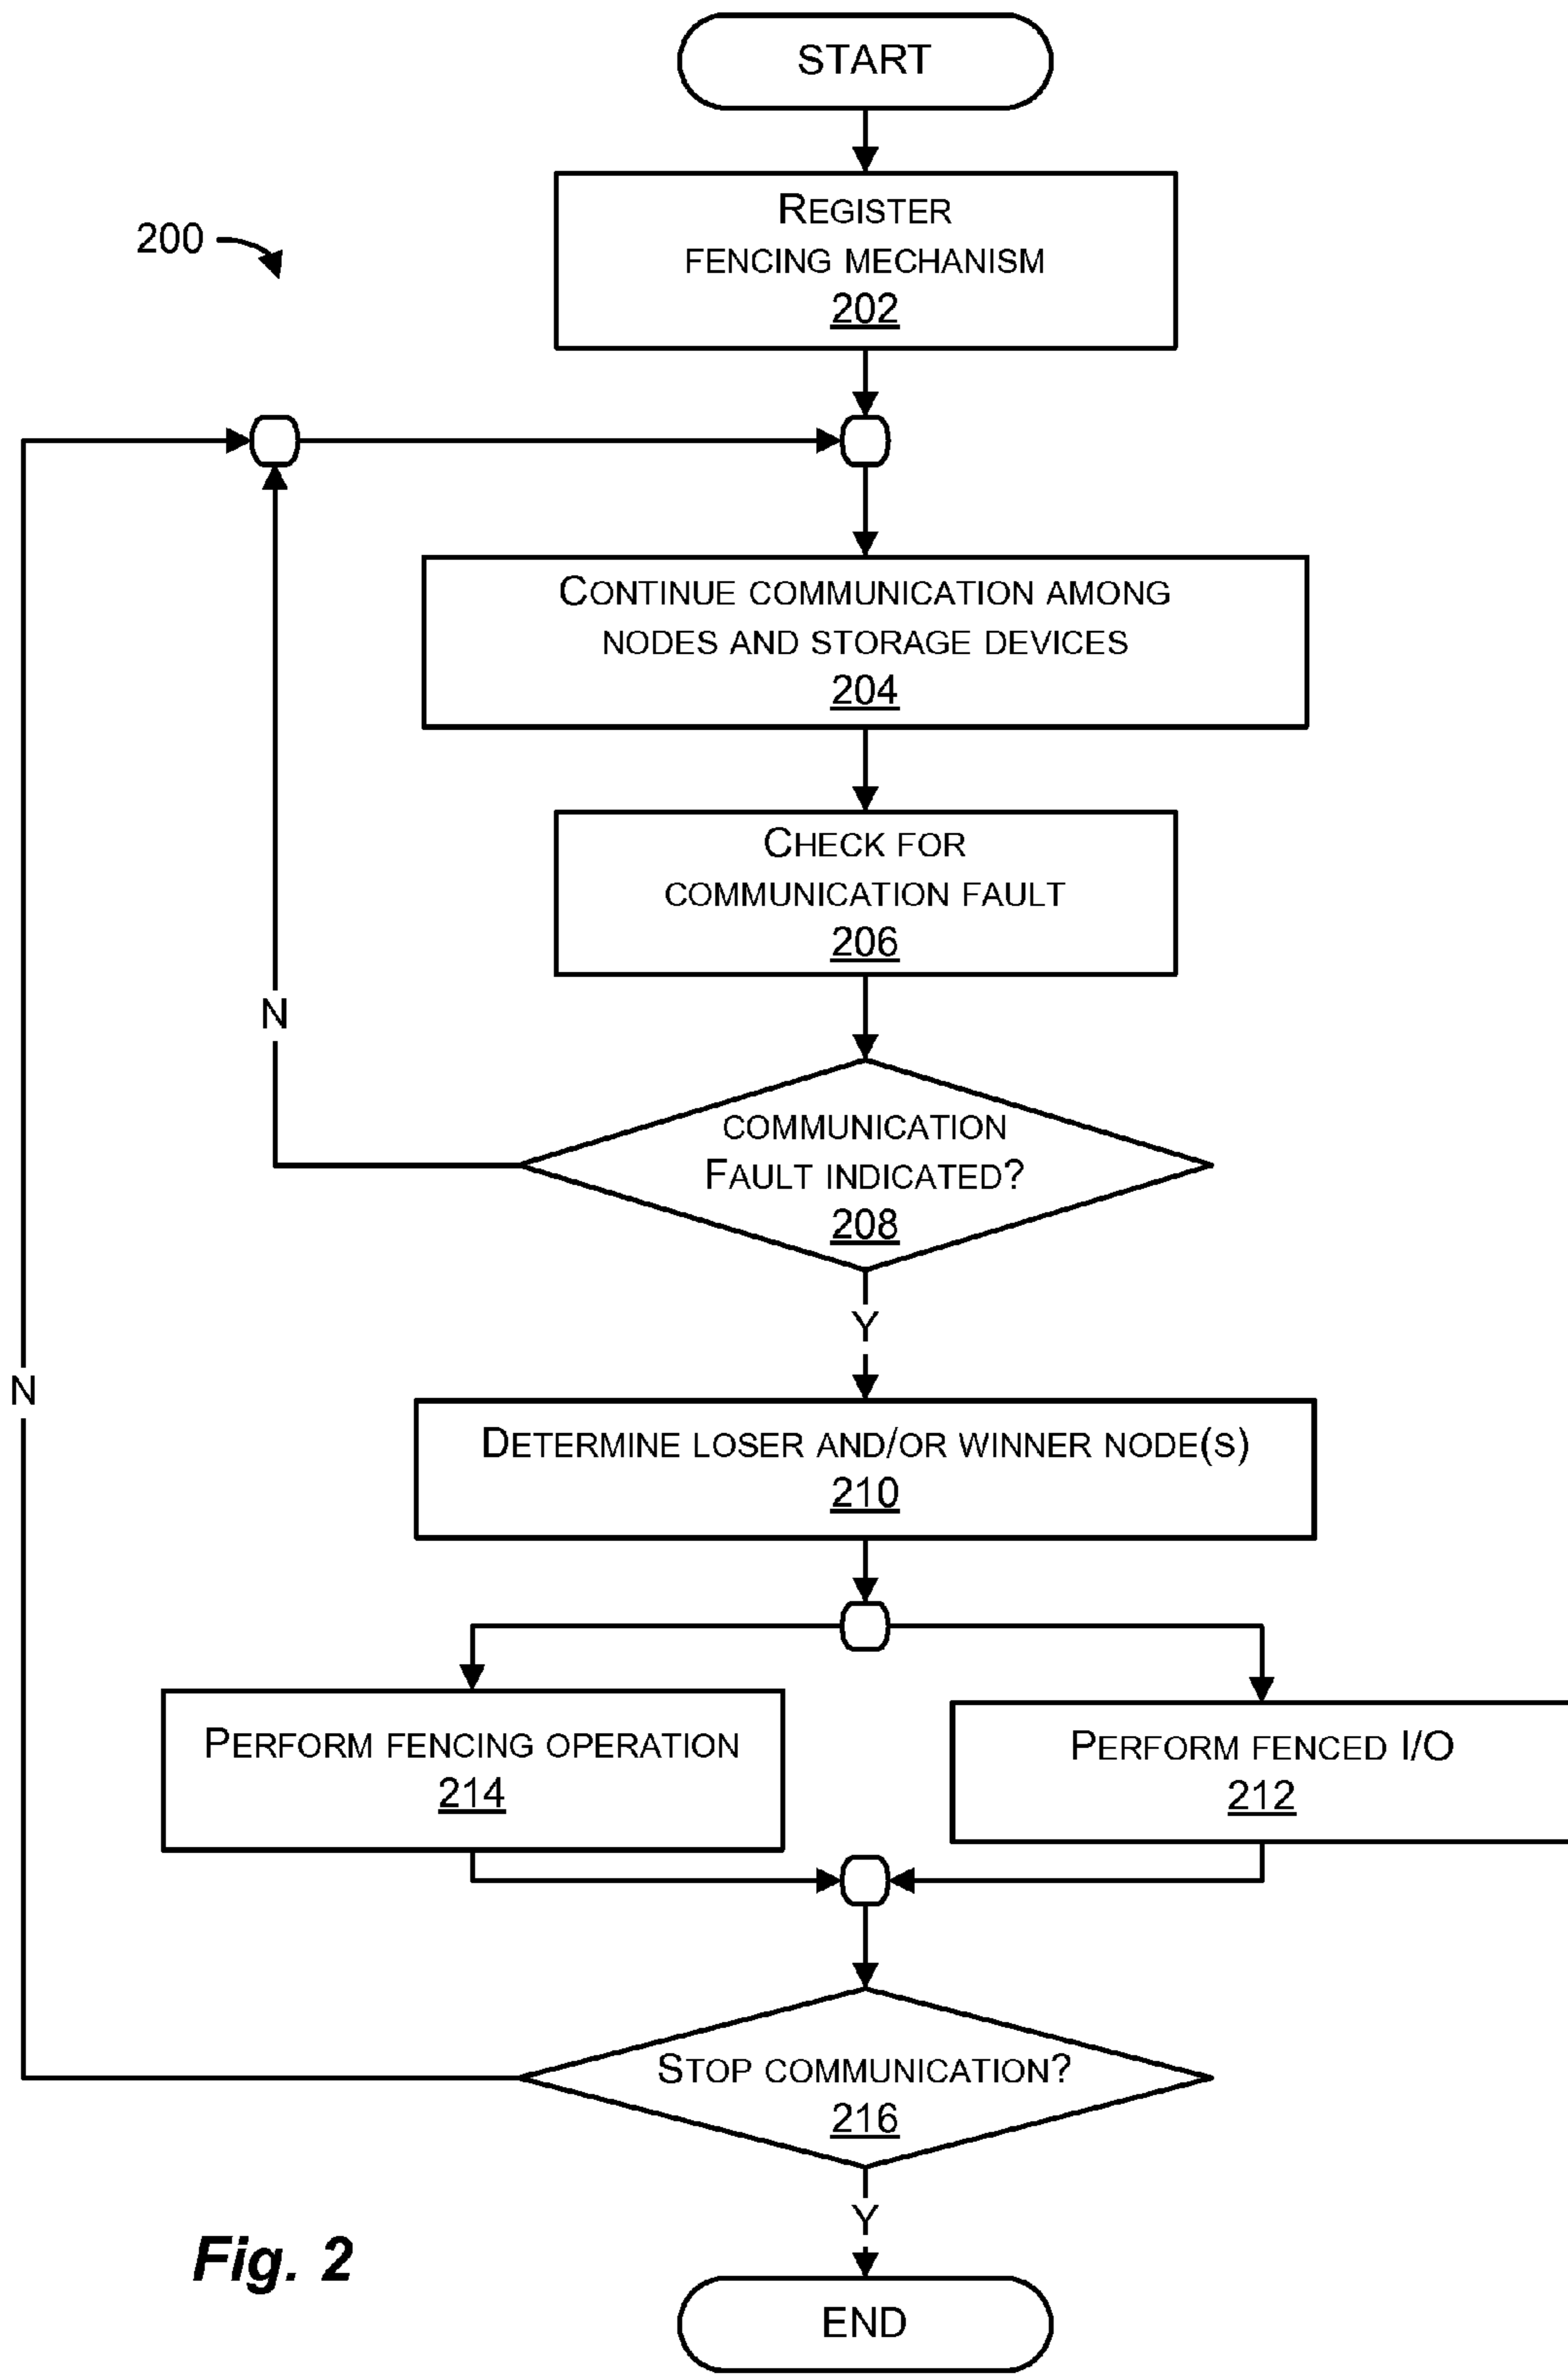 START
200
REGISTER
FENCING MECHANISM
202
CONTINUE COMMUNICATION AMONG
NODES AND STORAGE DEVICES
204
CHECK FOR
COMMUNICATION FAULT
206
N
COMMUNICATION
FAULT INDICATED?
208
Y
N
DETERMINE LOSER AND/OR WINNER NODE(S)
210
PERFORM FENCING OPERATION
214
PERFORM FENCED I/O
212
STOP COMMUNICATION?
216
Y
Fig. 2
END